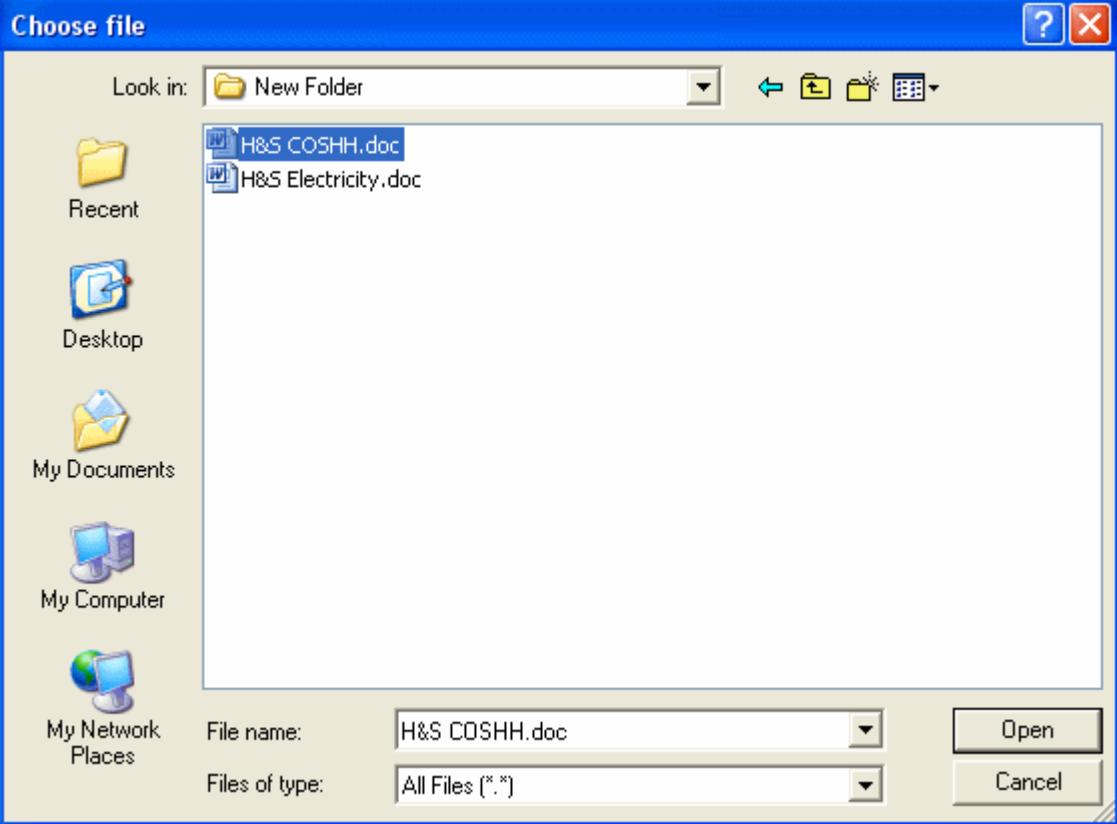 Choose file
Look in: New Folder
H&S COSHH.doc
H&S Electricity.doc
Recent
Desktop
My Documents
My Computer
My Network
Places
File name: H&S COSHH.doc
Open
Files of type: All Files (*.*)
Cancel